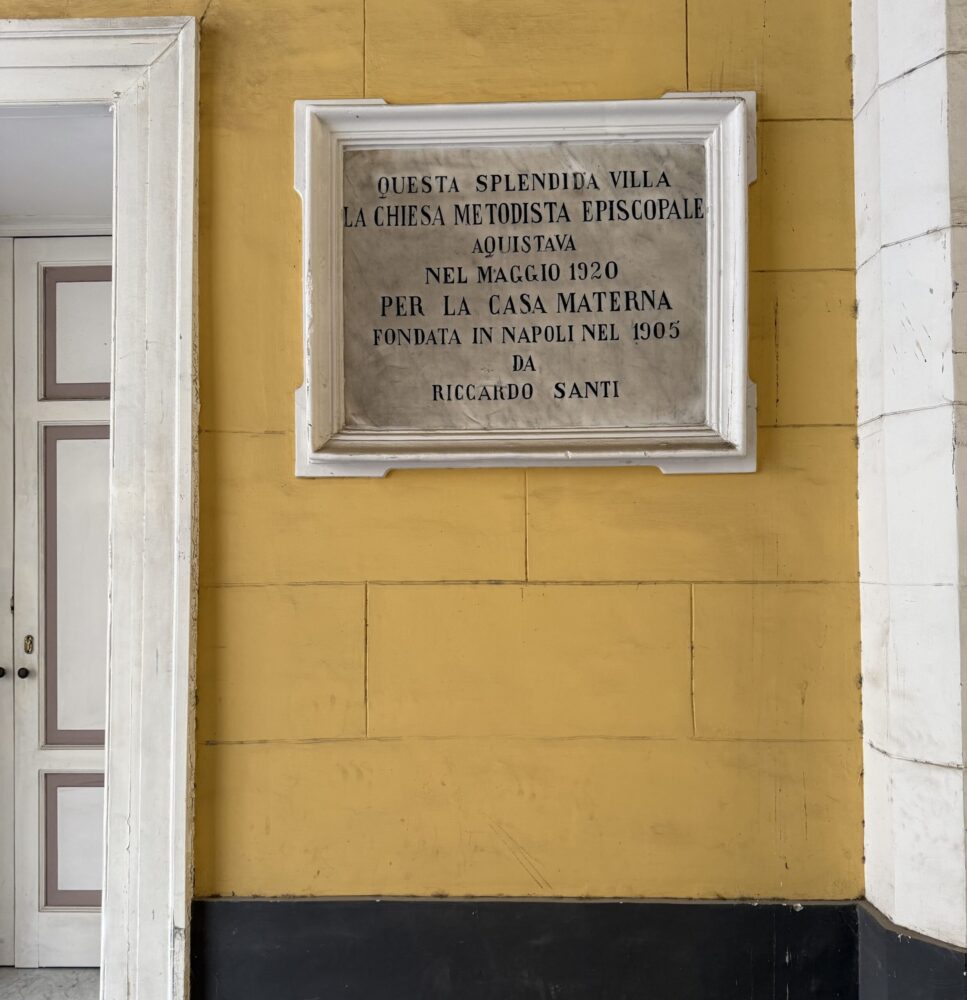 QUESTA SPLENDIDA VILLA
LA CHIESA METODISTA EPISCOPALE
AQUISTAVA
NEL MAGGIO 1920
PER LA CASA MATERNA
FONDATA IN NAPOLI NEL 1905
DA
RICCARDO SANTI